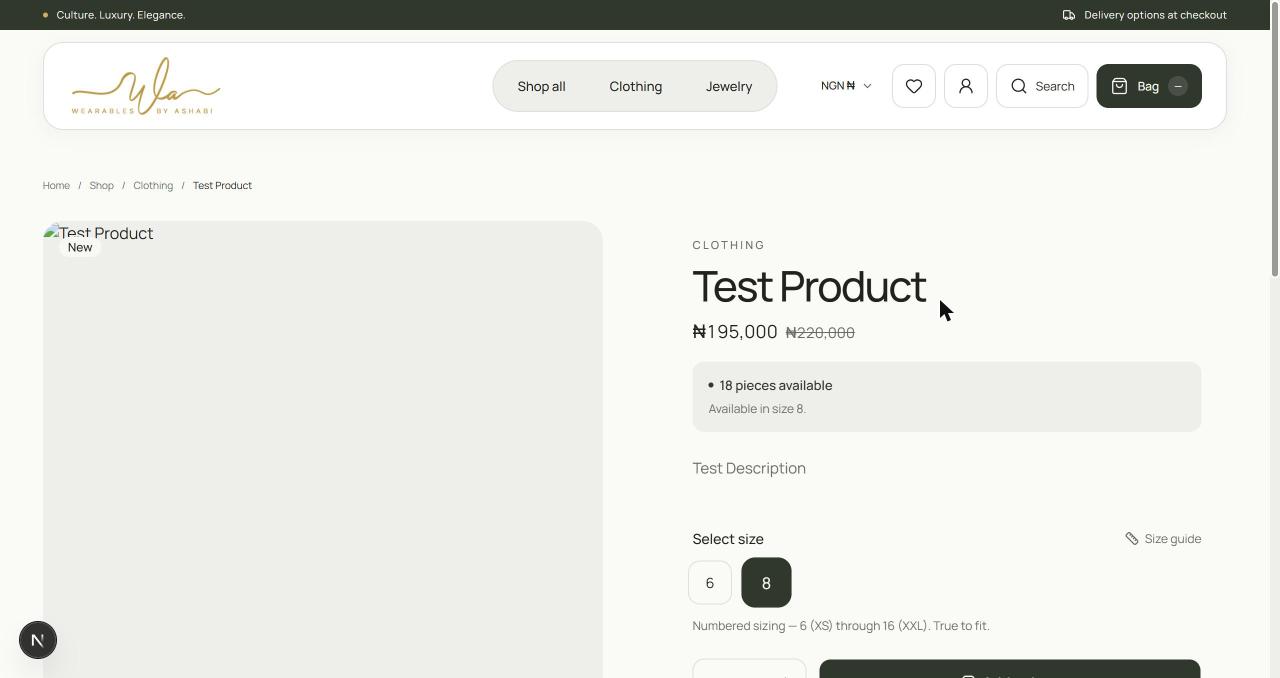 Culture. Luxury. Elegance.
Delivery options at checkout
Wla
WEARABLES BY ASHABI
Shop all
Clothing
Jewelry
NGN ₦
Search
Bag
–
Home / Shop / Clothing / Test Product
Test Product
New
CLOTHING
Test Product
₦195,000 ₦220,000
18 pieces available
Available in size 8.
Test Description
Select size
Size guide
6
8
Numbered sizing — 6 (XS) through 16 (XXL). True to fit.
N